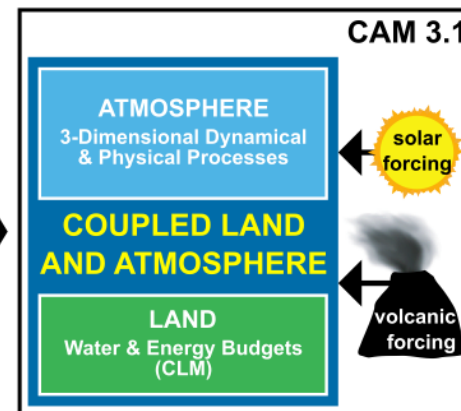 CAM 3.1
ATMOSPHERE
3-Dimensional Dynamical
& Physical Processes
solar
forcing
COUPLED LAND
AND ATMOSPHERE
LAND
Water & Energy Budgets
(CLM)
volcanic
forcing